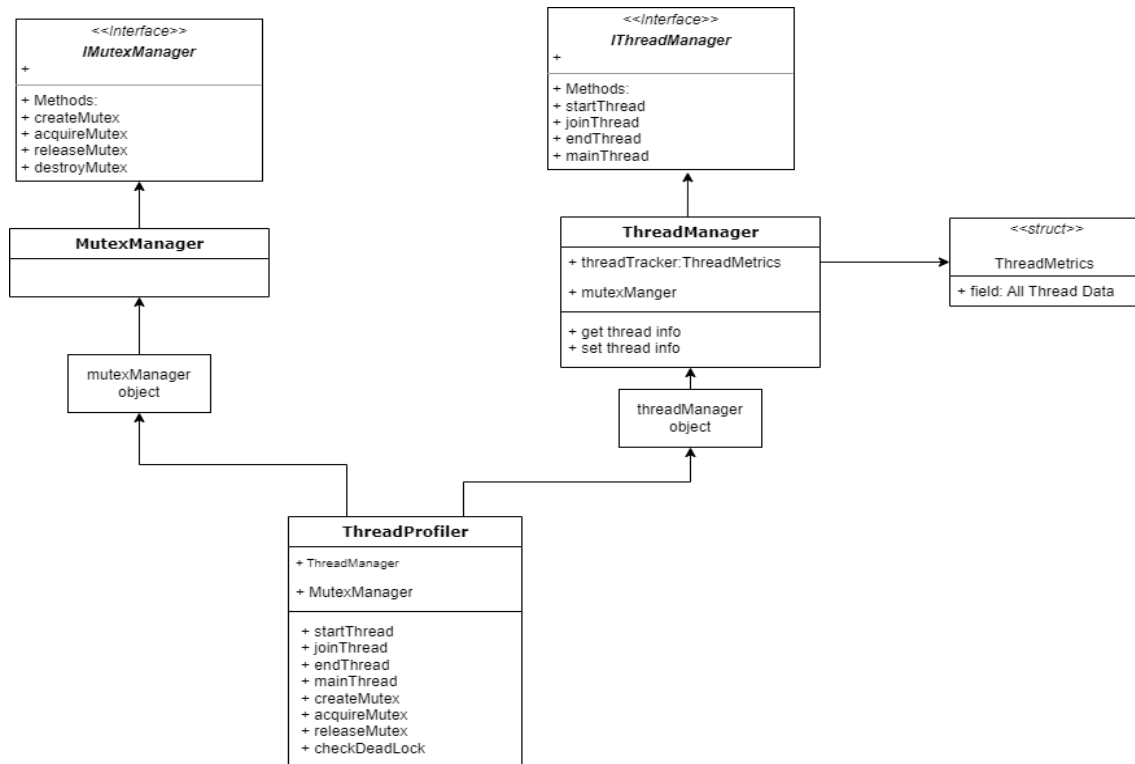 <<Interface>>
IMutexManager
+
+ Methods:
+ createMutex
+ acquireMutex
+ releaseMutex
+ destroyMutex
<<Interface>>
IThreadManager
+
+ Methods:
+ startThread
+ joinThread
+ endThread
+ mainThread
MutexManager
ThreadManager
+ threadTracker:ThreadMetrics
+ mutexManger
+ get thread info
+ set thread info
<<struct>>
ThreadMetrics
+ field: All Thread Data
mutexManager
object
threadManager
object
ThreadProfiler
+ ThreadManager
+ MutexManager
+ startThread
+ joinThread
+ endThread
+ mainThread
+ createMutex
+ acquireMutex
+ releaseMutex
+ checkDeadLock